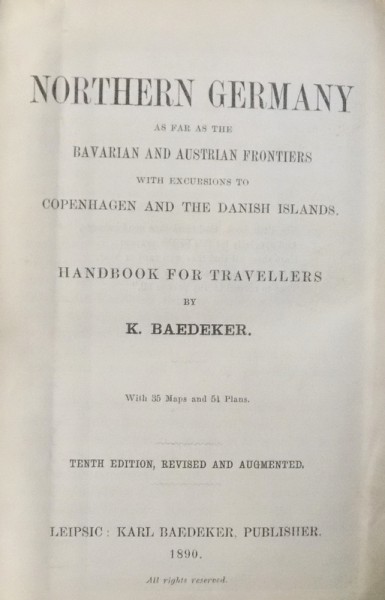 NORTHERN GERMANY
AS FAR AS THE
BAVARIAN AND AUSTRIAN FRONTIERS
WITH EXCURSIONS TO
COPENHAGEN AND THE DANISH ISLANDS.
HANDBOOK FOR TRAVELLERS
BY
K. BAEDEKER.
With 35 Maps and 51 Plans.
TENTH EDITION, REVISED AND AUGMENTED.
LEIPSIC: KARL BAEDEKER, PUBLISHER.
1890.
All rights reserved.